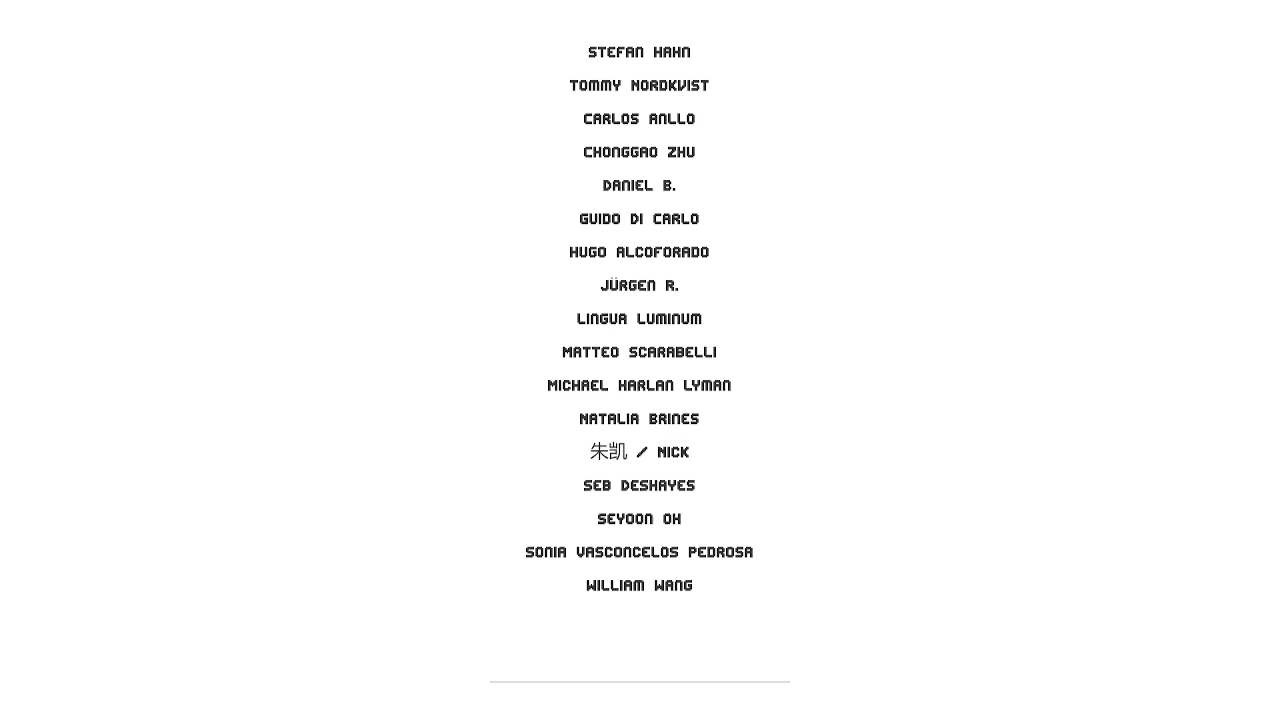 STEFAN HAHN
TOMMY NORDKVIST
CARLOS ANLLO
CHONGGAO ZHU
DANIEL B.
GUIDO DI CARLO
HUGO ALCOFORADO
JÜRGEN R.
LINGUA LUMINUM
MATTEO SCARABELLI
MICHAEL HARLAN LYMAN
NATALIA BRINES
朱凯 / NICK
SEB DESHAYES
SEYOON OH
SONIA VASCONCELOS PEDROSA
WILLIAM WANG